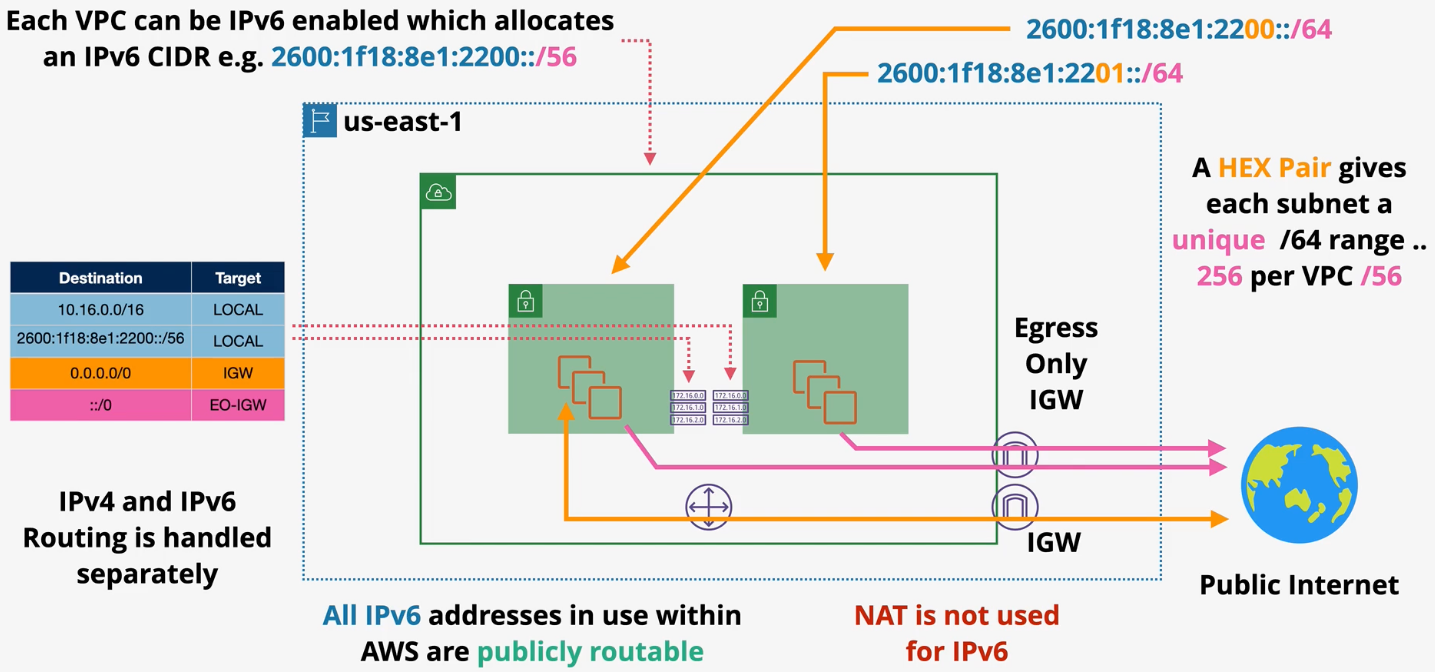 Each VPC can be IPv6 enabled which allocates
an IPv6 CIDR e.g. 2600:1f18:8e1:2200::/56
2600:1f18:8e1:2200::/64
2600:1f18:8e1:2201::/64
us-east-1
A HEX Pair gives
each subnet a
unique /64 range ..
256 per VPC /56
Destination Target
10.16.0.0/16 LOCAL
2600:1f18:8e1:2200::/56 LOCAL
0.0.0.0/0 IGW
::/0 EO-IGW
Egress
Only
IGW
172.16.0.0 172.16.0.0
172.16.1.0 172.16.1.0
172.16.2.0 172.16.2.0
IPv4 and IPv6
Routing is handled
separately
IGW
Public Internet
All IPv6 addresses in use within
AWS are publicly routable
NAT is not used
for IPv6